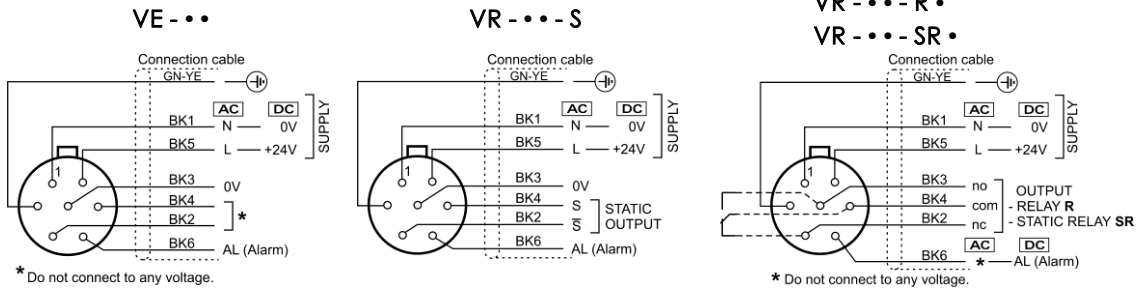 VE - • •
Connection cable
GN-YE
AC DC
BK1 N 0V
BK5 L +24V
SUPPLY
1
BK3 0V
BK4
BK2 *
BK6 AL (Alarm)
* Do not connect to any voltage.
VR - • • - S
Connection cable
GN-YE
AC DC
BK1 N 0V
BK5 L +24V
SUPPLY
1
BK3 0V
BK4 S STATIC
BK2 S̅ OUTPUT
BK6 AL (Alarm)
VR - • • - R •
VR - • • - SR •
Connection cable
GN-YE
AC DC
BK1 N 0V
BK5 L +24V
SUPPLY
1
BK3 no OUTPUT
BK4 com - RELAY R
BK2 nc - STATIC RELAY SR
AC DC
BK6 * AL (Alarm)
* Do not connect to any voltage.